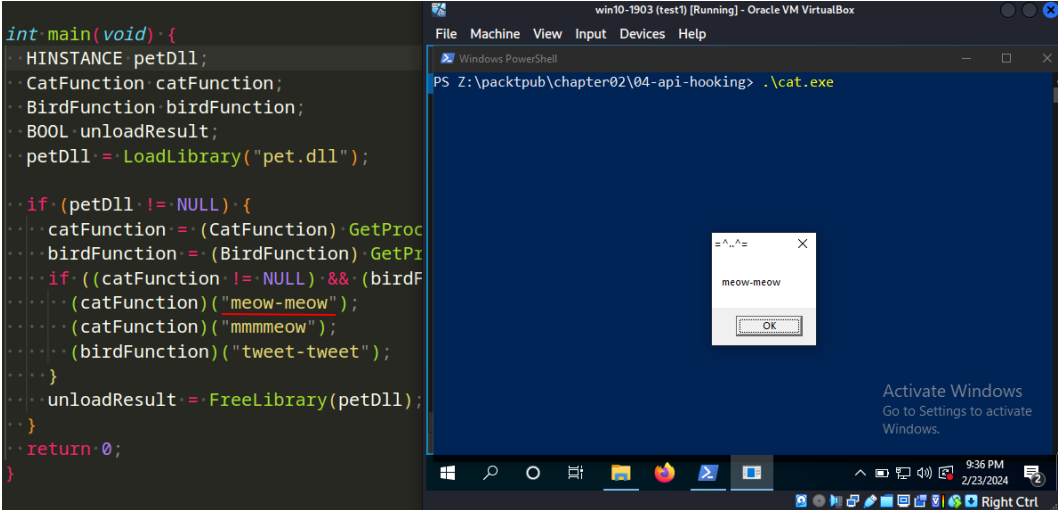 int main(void) {
HINSTANCE petDll;
CatFunction catFunction;
BirdFunction birdFunction;
BOOL unloadResult;
petDll = LoadLibrary("pet.dll");
if (petDll != NULL) {
catFunction = (CatFunction) GetProc
birdFunction = (BirdFunction) GetPr
if ((catFunction != NULL) && (birdF
(catFunction)("meow-meow");
(catFunction)("mmmmeow");
(birdFunction)("tweet-tweet");
}
unloadResult = FreeLibrary(petDll);
}
return 0;
}
win10-1903 (test1) [Running] - Oracle VM VirtualBox
File Machine View Input Devices Help
Windows PowerShell
PS Z:\packtpub\chapter02\04-api-hooking> .\cat.exe
=^..^=
meow-meow
OK
Activate Windows
Go to Settings to activate
Windows.
9:36 PM
2/23/2024
2
Right Ctrl